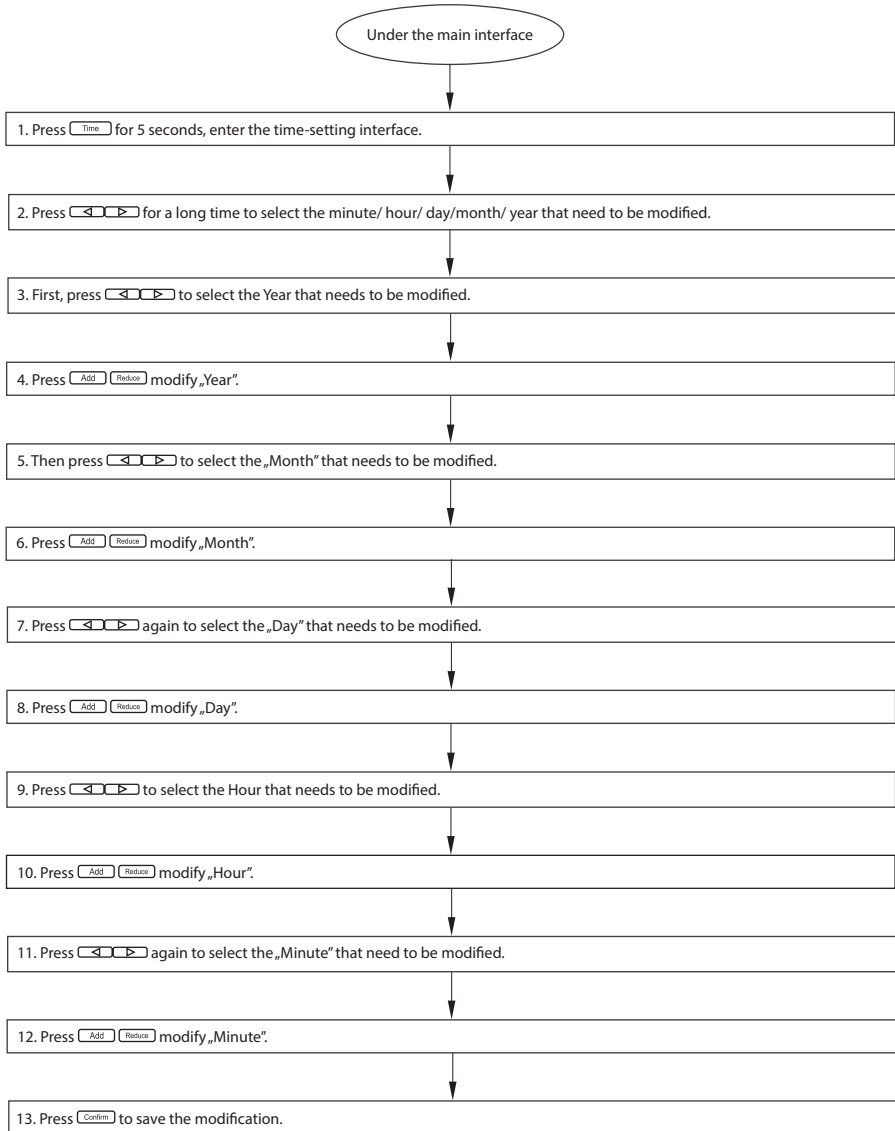 Under the main interface
1. Press Time for 5 seconds, enter the time-setting interface.
2. Press ◁ ▷ for a long time to select the minute/ hour/ day/month/ year that need to be modified.
3. First, press ◁ ▷ to select the Year that needs to be modified.
4. Press Add Reduce modify „Year”.
5. Then press ◁ ▷ to select the „Month” that needs to be modified.
6. Press Add Reduce modify „Month”.
7. Press ◁ ▷ again to select the „Day” that needs to be modified.
8. Press Add Reduce modify „Day”.
9. Press ◁ ▷ to select the Hour that needs to be modified.
10. Press Add Reduce modify „Hour”.
11. Press ◁ ▷ again to select the „Minute” that need to be modified.
12. Press Add Reduce modify „Minute”.
13. Press Confirm to save the modification.